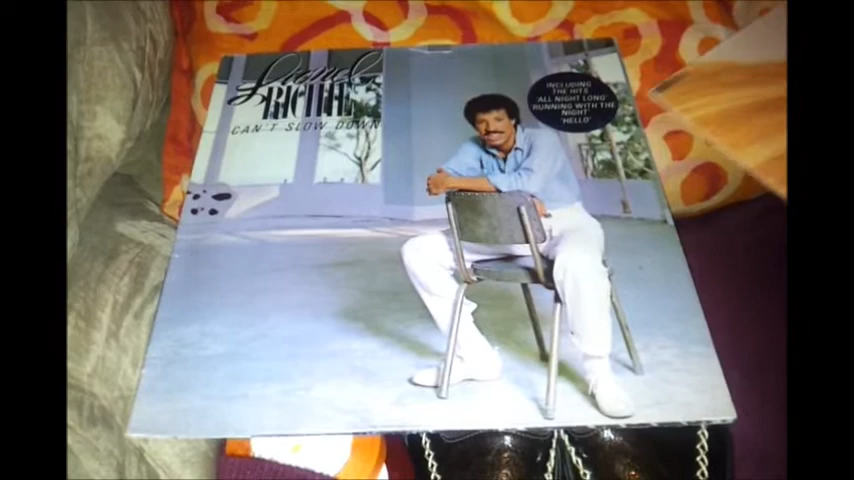 Lionel
RICHIE
CAN'T SLOW DOWN
INCLUDING
THE HITS
'ALL NIGHT LONG'
RUNNING WITH THE
NIGHT'
'HELLO'